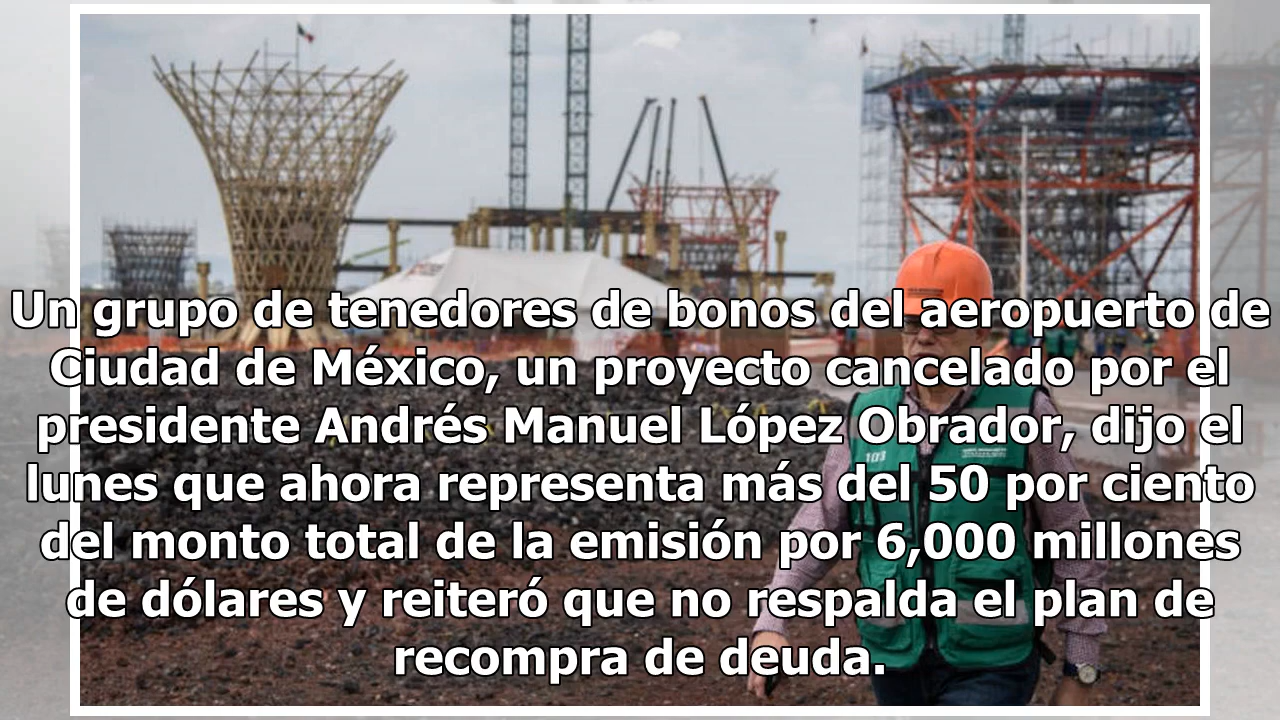 Un grupo de tenedores de bonos del aeropuerto de
Ciudad de México, un proyecto cancelado por el
presidente Andrés Manuel López Obrador, dijo el
lunes que ahora representa más del 50 por ciento
del monto total de la emisión por 6,000 millones
de dólares y reiteró que no respalda el plan de
recompra de deuda.
103